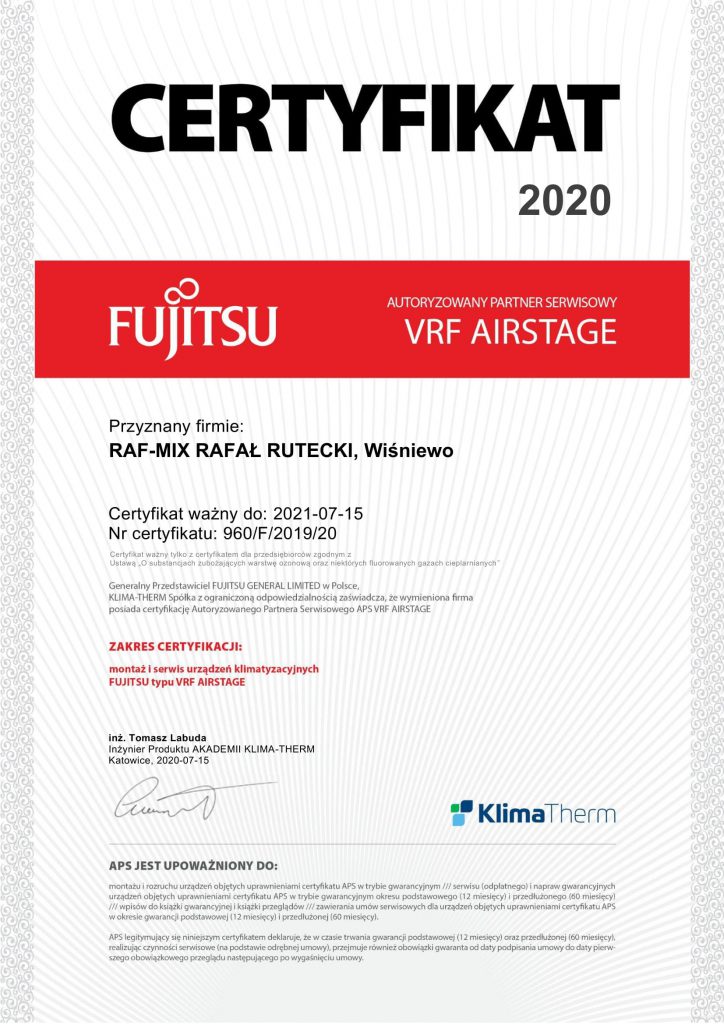 CERTYFIKAT
2020
FUJITSU
AUTORYZOWANY PARTNER SERWISOWY
VRF AIRSTAGE
Przyznany firmie:
RAF-MIX RAFAŁ RUTECKI, Wiśniewo
Certyfikat ważny do: 2021-07-15
Nr certyfikatu: 960/F/2019/20
Certyfikat ważny tylko z certyfikatem dla przedsiębiorców zgodnym z
Ustawą „O substancjach zubożających warstwę ozonową oraz niektórych fluorowanych gazach cieplarnianych”
Generalny Przedstawiciel FUJITSU GENERAL LIMITED w Polsce,
KLIMA-THERM Spółka z ograniczoną odpowiedzialnością zaświadcza, że wymieniona firma
posiada certyfikację Autoryzowanego Partnera Serwisowego APS VRF AIRSTAGE
ZAKRES CERTYFIKACJI:
montaż i serwis urządzeń klimatyzacyjnych
FUJITSU typu VRF AIRSTAGE
inż. Tomasz Labuda
Inżynier Produktu AKADEMII KLIMA-THERM
Katowice, 2020-07-15
KlimaTherm
APS JEST UPOWAŻNIONY DO:
montażu i rozruchu urządzeń objętych uprawnieniami certyfikatu APS w trybie gwarancyjnym /// serwisu (odpłatnego) i napraw gwarancyjnych
urządzeń objętych uprawnieniami certyfikatu APS w trybie gwarancyjnym okresu podstawowego (12 miesięcy) i przedłużonego (60 miesięcy)
/// wpisów do książki gwarancyjnej i książki przeglądów /// zawierania umów serwisowych dla urządzeń objętych uprawnieniami certyfikatu APS
w okresie gwarancji podstawowej (12 miesięcy) i przedłużonej (60 miesięcy).
APS legitymujący się niniejszym certyfikatem deklaruje, że w czasie trwania gwarancji podstawowej (12 miesięcy) oraz przedłużonej (60 miesięcy),
realizując czynności serwisowe (na podstawie odrębnej umowy), przejmuje również obowiązki gwaranta od daty podpisania umowy do daty pierw-
szego obowiązkowego przeglądu następującego po wygaśnięciu umowy.